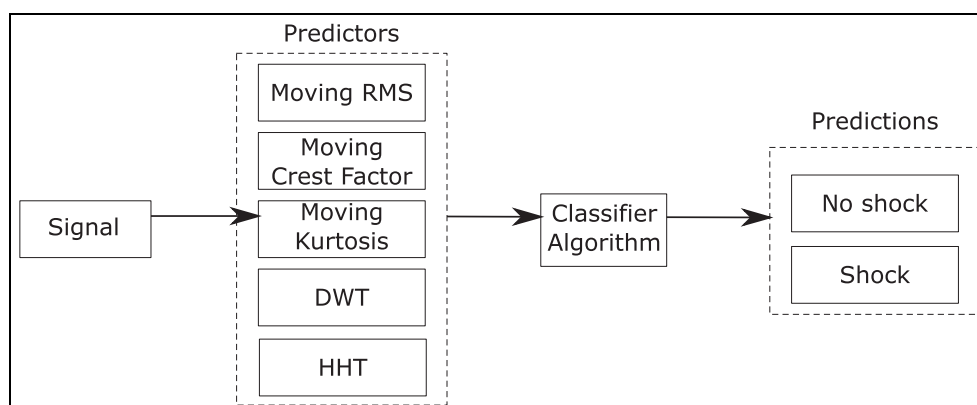 Predictors
Moving RMS
Moving
Crest Factor
Moving
Kurtosis
DWT
HHT
Signal
Classifier
Algorithm
Predictions
No shock
Shock